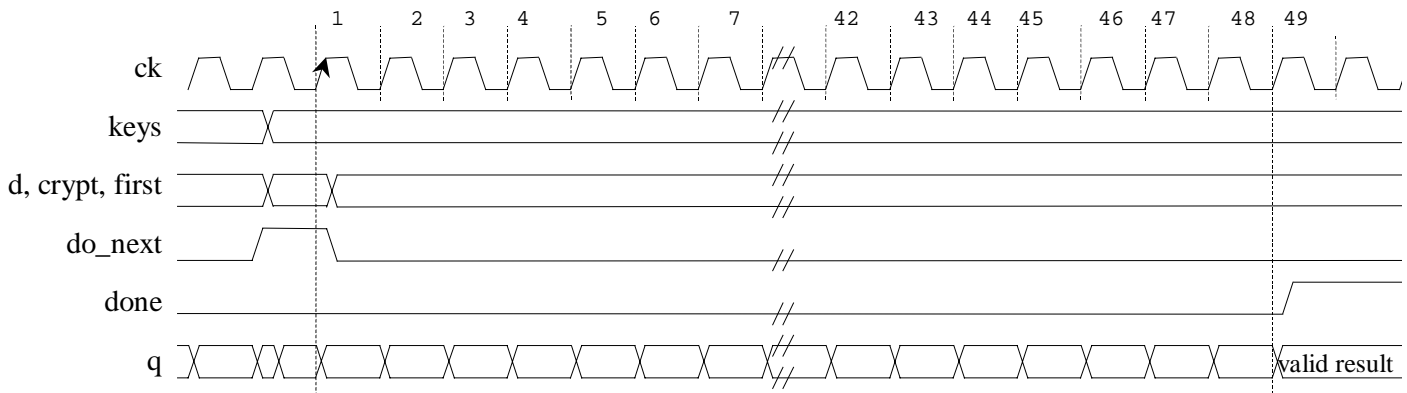 1 2 3 4 5 6 7 42 43 44 45 46 47 48 49
ck
keys
d, crypt, first
do_next
done
q
valid result